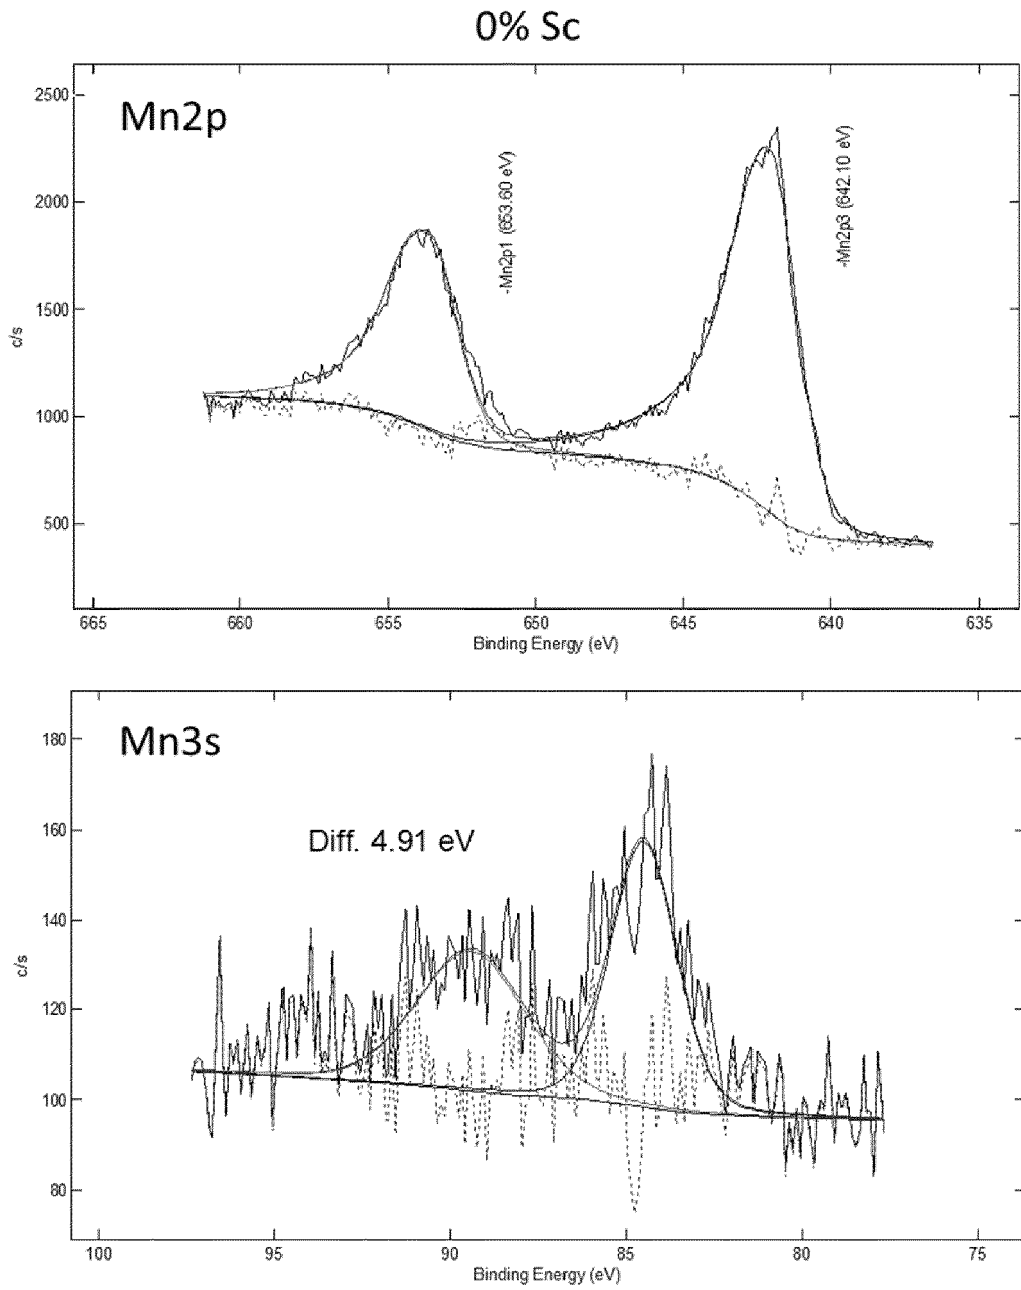 0% Sc
Mn2p
2500
2000
1500
1000
500
c/s
-Mn2p1 (653.60 eV)
-Mn2p3 (642.10 eV)
665 660 655 650 645 640 635
Binding Energy (eV)
Mn3s
Diff. 4.91 eV
180
160
140
120
100
80
c/s
100 95 90 85 80 75
Binding Energy (eV)